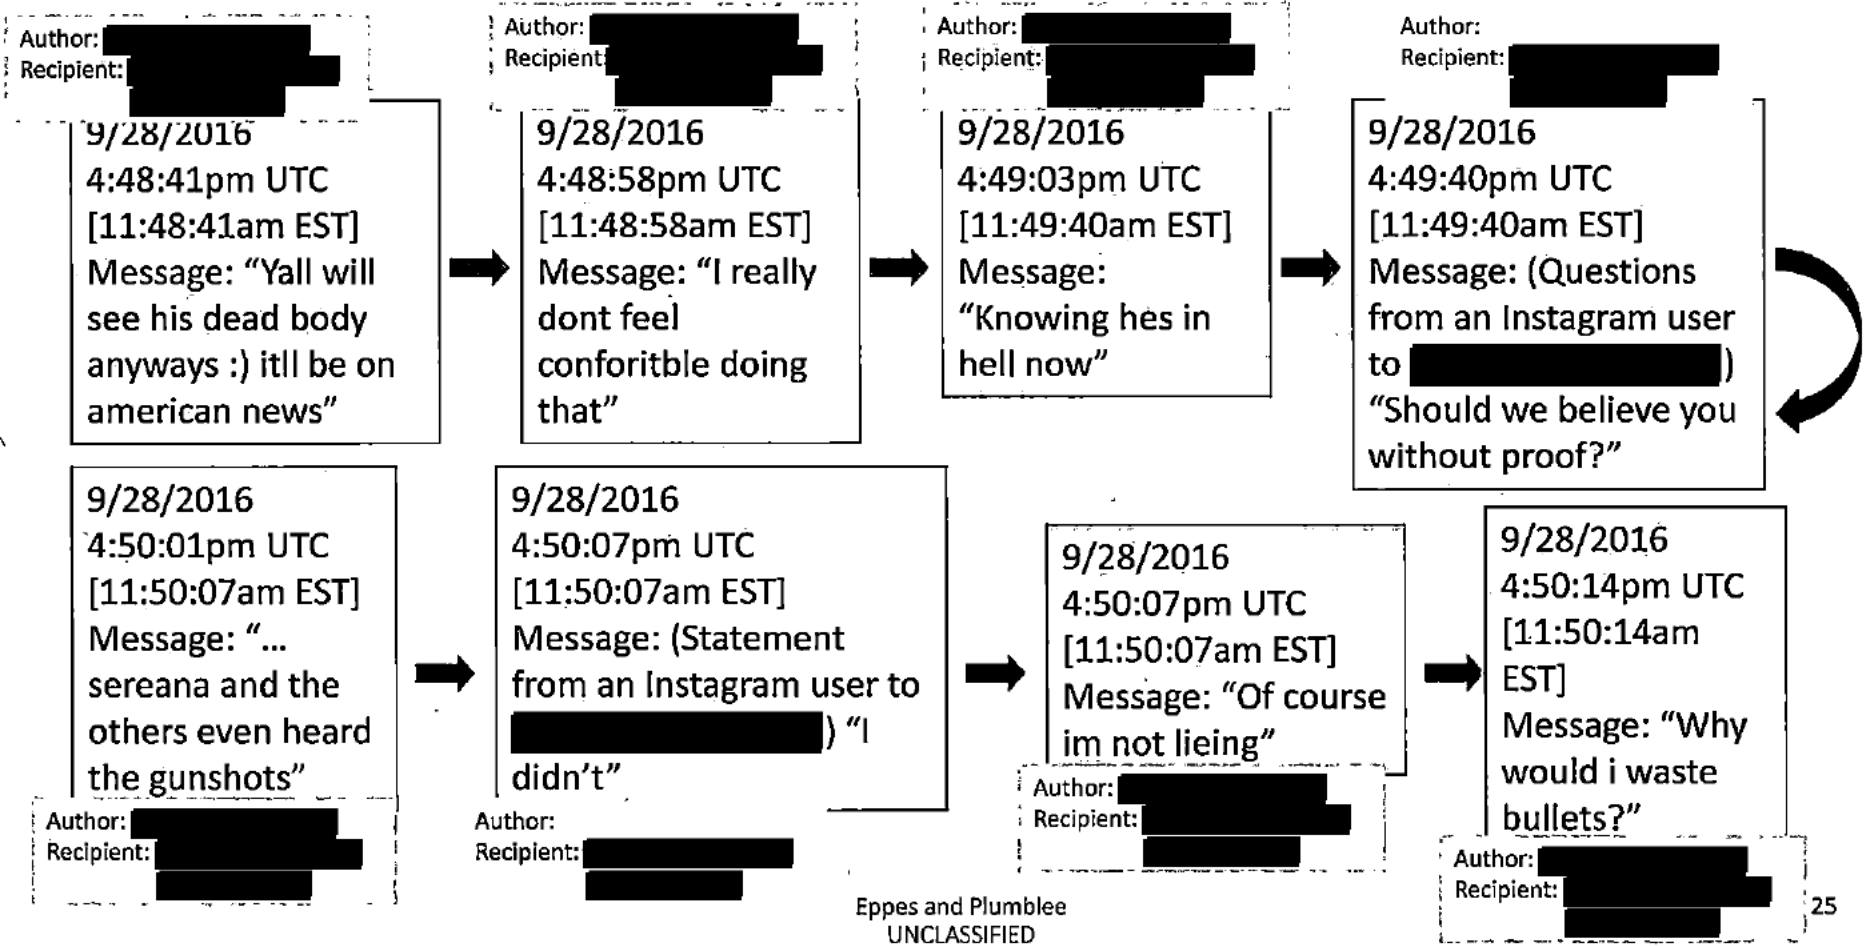 Author:
Recipient:
9/28/2016
4:48:41pm UTC
[11:48:41am EST]
Message: “Yall will
see his dead body
anyways :) itll be on
american news”
Author:
Recipient:
9/28/2016
4:48:58pm UTC
[11:48:58am EST]
Message: “I really
dont feel
conforitble doing
that”
Author:
Recipient:
9/28/2016
4:49:03pm UTC
[11:49:40am EST]
Message:
“Knowing hes in
hell now”
Author:
Recipient:
9/28/2016
4:49:40pm UTC
[11:49:40am EST]
Message: (Questions
from an Instagram user
to )
“Should we believe you
without proof?”
9/28/2016
4:50:01pm UTC
[11:50:07am EST]
Message: “...
sereana and the
others even heard
the gunshots”
Author:
Recipient:
9/28/2016
4:50:07pm UTC
[11:50:07am EST]
Message: (Statement
from an Instagram user to
) “I
didn’t”
Author:
Recipient:
9/28/2016
4:50:07pm UTC
[11:50:07am EST]
Message: “Of course
im not lieing”
Author:
Recipient:
9/28/2016
4:50:14pm UTC
[11:50:14am
EST]
Message: “Why
would i waste
bullets?”
Author:
Recipient:
Eppes and Plumblee
UNCLASSIFIED
25